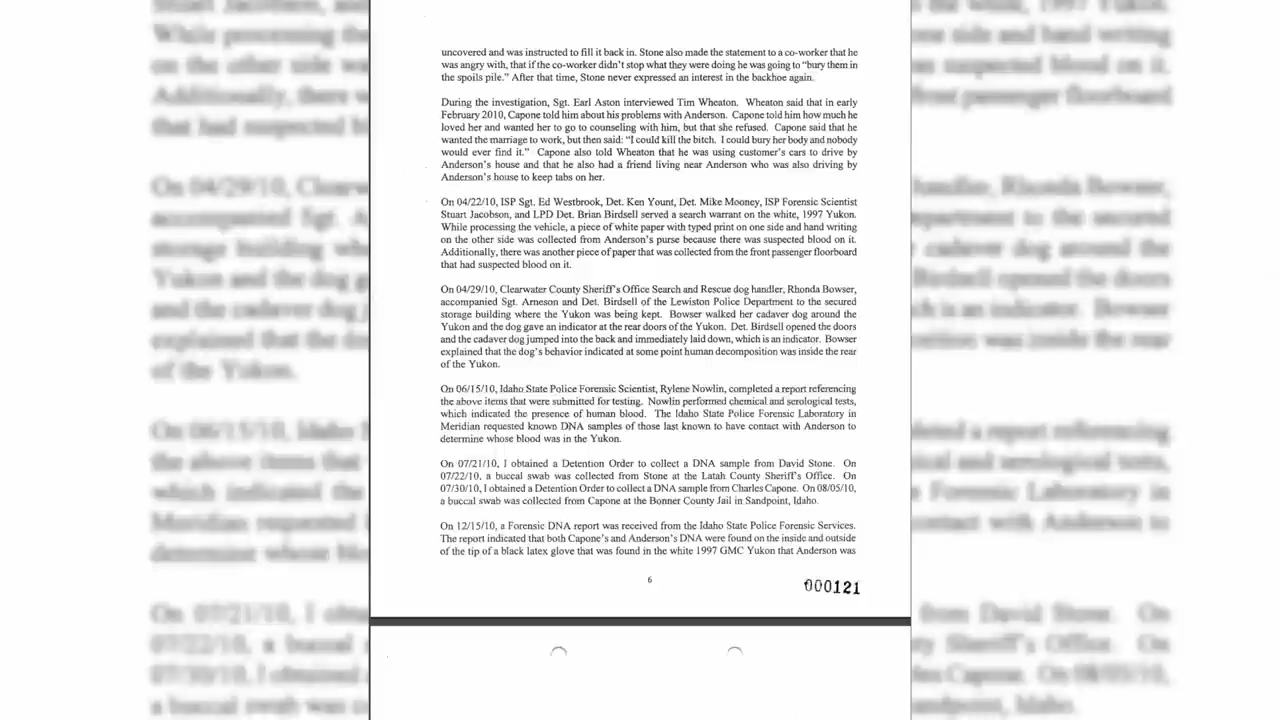 uncovered and was instructed to fill it back in. Stone also made the statement to a co-worker that he
was angry with, that if the co-worker didn't stop what they were doing he was going to "bury them in
the spoils pile." After that time, Stone never expressed an interest in the backhoe again.
During the investigation, Sgt. Earl Aston interviewed Tim Wheaton. Wheaton said that in early
February 2010, Capone told him about his problems with Anderson. Capone told him how much he
loved her and wanted her to go to counseling with him, but that she refused. Capone said that he
wanted the marriage to work, but then said: "I could kill the bitch. I could bury her body and nobody
would ever find it." Capone also told Wheaton that he was using customer's cars to drive by
Anderson's house and that he also had a friend living near Anderson who was also driving by
Anderson's house to keep tabs on her.
On 04/22/10, ISP Sgt. Ed Westbrook, Det. Ken Yount, Det. Mike Mooney, ISP Forensic Scientist
Stuart Jacobson, and LPD Det. Brian Birdsell served a search warrant on the white, 1997 Yukon.
While processing the vehicle, a piece of white paper with typed print on one side and hand writing
on the other side was collected from Anderson's purse because there was suspected blood on it.
Additionally, there was another piece of paper that was collected from the front passenger floorboard
that had suspected blood on it.
On 04/29/10, Clearwater County Sheriff's Office Search and Rescue dog handler, Rhonda Bowser,
accompanied Sgt. Arneson and Det. Birdsell of the Lewiston Police Department to the secured
storage building where the Yukon was being kept. Bowser walked her cadaver dog around the
Yukon and the dog gave an indicator at the rear doors of the Yukon. Det. Birdsell opened the doors
and the cadaver dog jumped into the back and immediately laid down, which is an indicator. Bowser
explained that the dog's behavior indicated at some point human decomposition was inside the rear
of the Yukon.
On 06/15/10, Idaho State Police Forensic Scientist, Rylene Nowlin, completed a report referencing
the above items that were submitted for testing. Nowlin performed chemical and serological tests,
which indicated the presence of human blood. The Idaho State Police Forensic Laboratory in
Meridian requested known DNA samples of those last known to have contact with Anderson to
determine whose blood was in the Yukon.
On 07/21/10, I obtained a Detention Order to collect a DNA sample from David Stone. On
07/22/10, a buccal swab was collected from Stone at the Latah County Sheriff's Office. On
07/30/10, I obtained a Detention Order to collect a DNA sample from Charles Capone. On 08/05/10,
a buccal swab was collected from Capone at the Bonner County Jail in Sandpoint, Idaho.
On 12/15/10, a Forensic DNA report was received from the Idaho State Police Forensic Services.
The report indicated that both Capone's and Anderson's DNA were found on the inside and outside
of the tip of a black latex glove that was found in the white 1997 GMC Yukon that Anderson was
6
000121